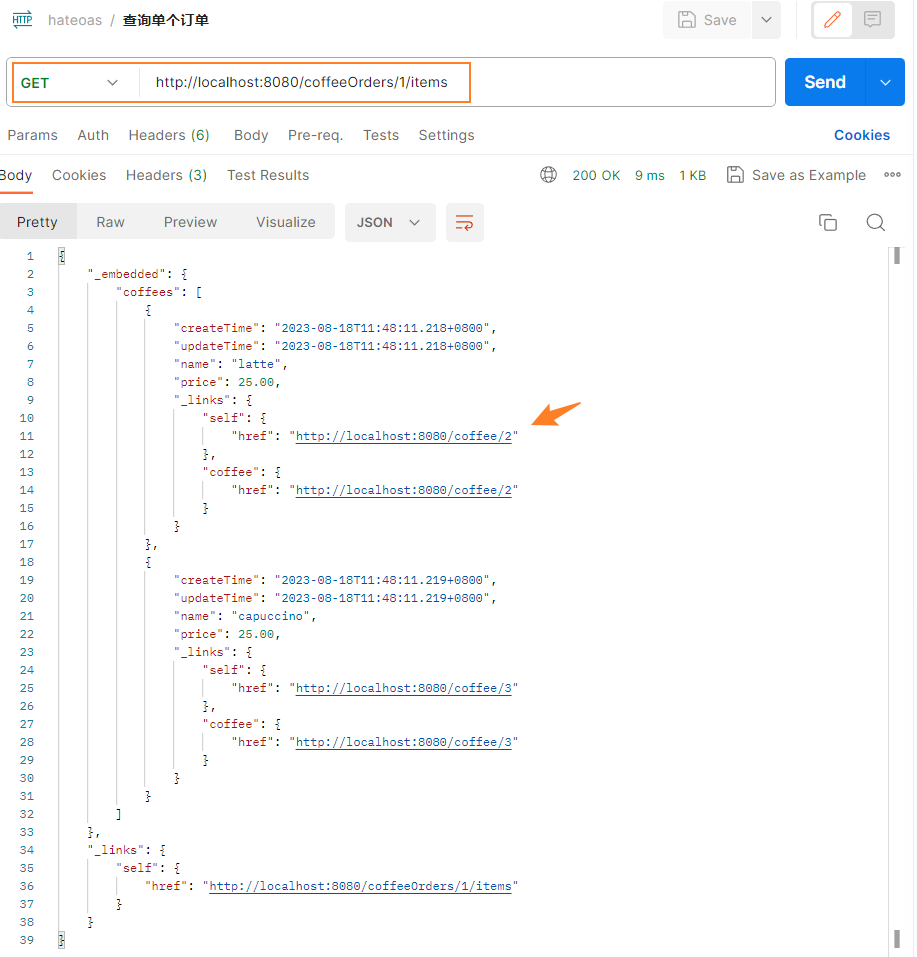 HTTP hateoas / 查询单个订单 Save
GET http://localhost:8080/coffeeOrders/1/items Send
Params Auth Headers (6) Body Pre-req. Tests Settings Cookies
Body Cookies Headers (3) Test Results 200 OK 9 ms 1 KB Save as Example
Pretty Raw Preview Visualize JSON
1 {
2 "_embedded": {
3 "coffees": [
4 {
5 "createTime": "2023-08-18T11:48:11.218+0800",
6 "updateTime": "2023-08-18T11:48:11.218+0800",
7 "name": "latte",
8 "price": 25.00,
9 "_links": {
10 "self": {
11 "href": "http://localhost:8080/coffee/2"
12 },
13 "coffee": {
14 "href": "http://localhost:8080/coffee/2"
15 }
16 }
17 },
18 {
19 "createTime": "2023-08-18T11:48:11.219+0800",
20 "updateTime": "2023-08-18T11:48:11.219+0800",
21 "name": "capuccino",
22 "price": 25.00,
23 "_links": {
24 "self": {
25 "href": "http://localhost:8080/coffee/3"
26 },
27 "coffee": {
28 "href": "http://localhost:8080/coffee/3"
29 }
30 }
31 }
32 ]
33 },
34 "_links": {
35 "self": {
36 "href": "http://localhost:8080/coffeeOrders/1/items"
37 }
38 }
39 }